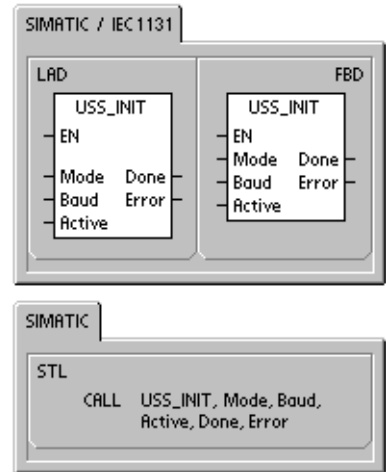 SIMATIC / IEC1131
LAD
FBD
USS_INIT
EN
Mode Done
Baud Error
Active
USS_INIT
EN
Mode Done
Baud Error
Active
SIMATIC
STL
CALL USS_INIT, Mode, Baud,
Active, Done, Error